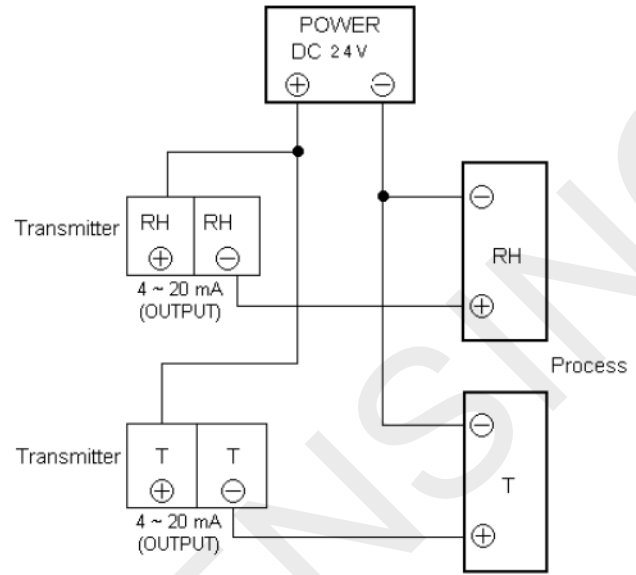 POWER
DC 24V
⊕ ⊖
Transmitter
RH RH
⊕ ⊖
4 ~ 20 mA
(OUTPUT)
⊖
RH
⊕
Process
Transmitter
T T
⊕ ⊖
4 ~ 20 mA
(OUTPUT)
⊖
T
⊕